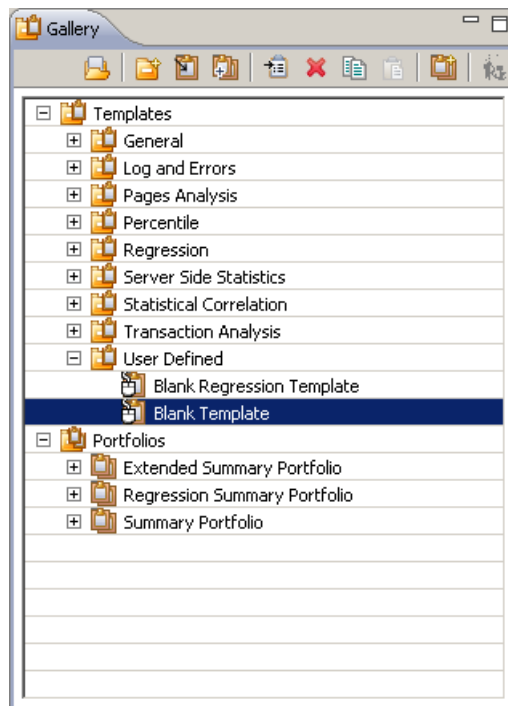 Gallery
Templates
General
Log and Errors
Pages Analysis
Percentile
Regression
Server Side Statistics
Statistical Correlation
Transaction Analysis
User Defined
Blank Regression Template
Blank Template
Portfolios
Extended Summary Portfolio
Regression Summary Portfolio
Summary Portfolio